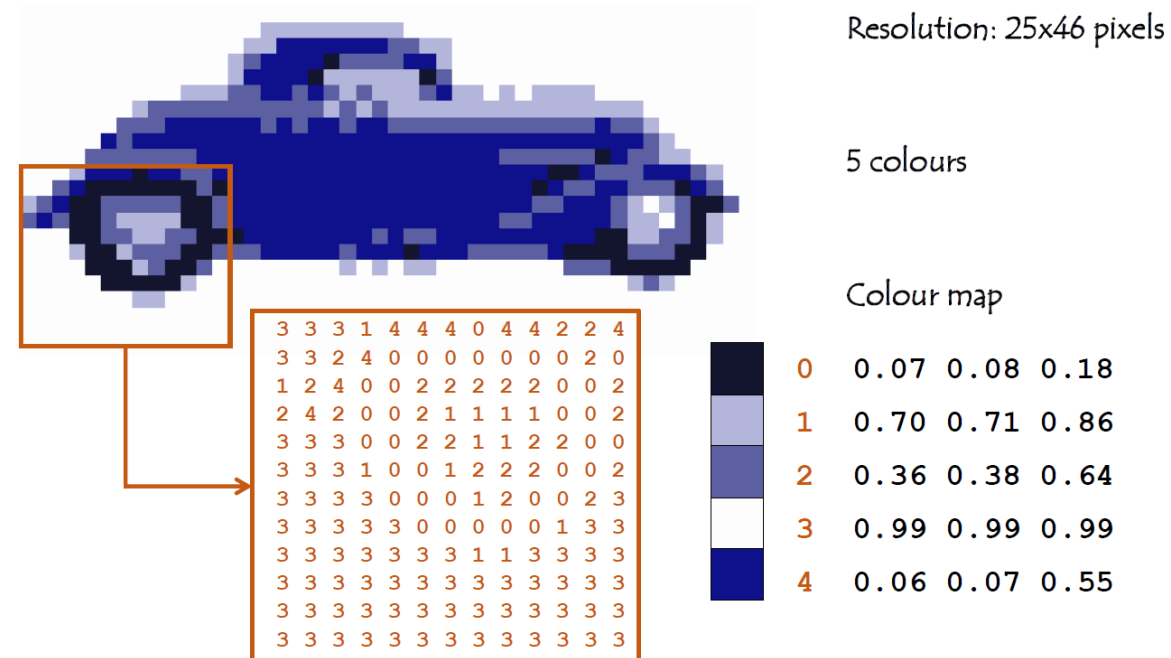 Resolution: 25x46 pixels
5 colours
Colour map
3 3 3 1 4 4 4 0 4 4 2 2 4
3 3 2 4 0 0 0 0 0 0 0 2 0
1 2 4 0 0 2 2 2 2 2 0 0 2
2 4 2 0 0 2 1 1 1 1 0 0 2
3 3 3 0 0 2 2 1 1 2 2 0 0
3 3 3 1 0 0 1 2 2 2 0 0 2
3 3 3 3 0 0 0 1 2 0 0 2 3
3 3 3 3 3 0 0 0 0 0 1 3 3
3 3 3 3 3 3 3 1 1 3 3 3 3
3 3 3 3 3 3 3 3 3 3 3 3 3
3 3 3 3 3 3 3 3 3 3 3 3 3
3 3 3 3 3 3 3 3 3 3 3 3 3
0 0.07 0.08 0.18
1 0.70 0.71 0.86
2 0.36 0.38 0.64
3 0.99 0.99 0.99
4 0.06 0.07 0.55